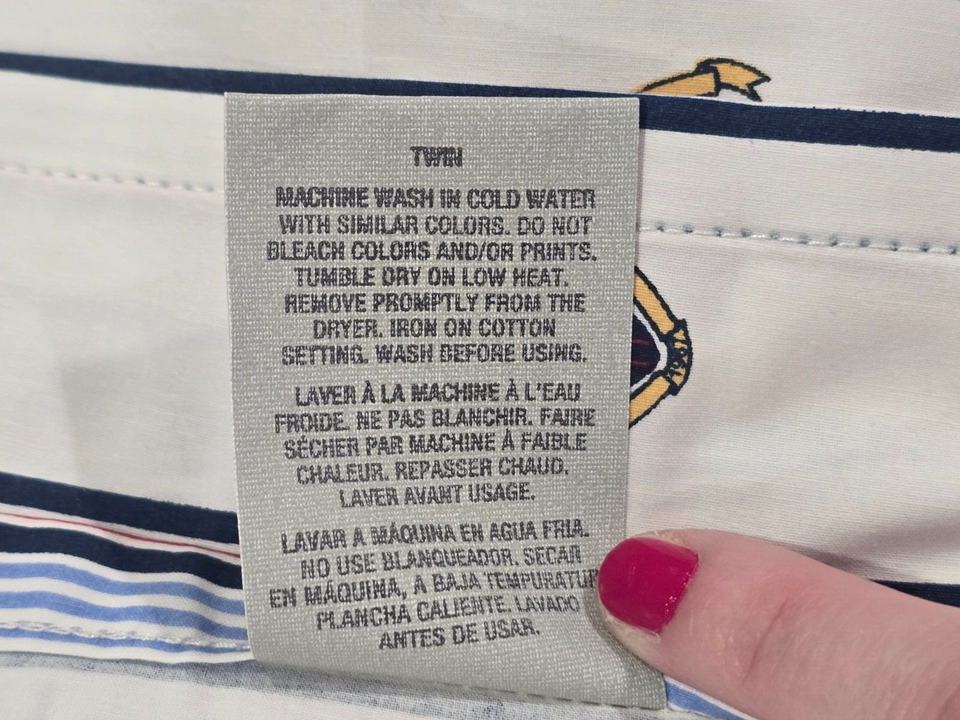 TWIN
MACHINE WASH IN COLD WATER
WITH SIMILAR COLORS. DO NOT
BLEACH COLORS AND/OR PRINTS.
TUMBLE DRY ON LOW HEAT.
REMOVE PROMPTLY FROM THE
DRYER. IRON ON COTTON
SETTING. WASH BEFORE USING.
LAVER À LA MACHINE À L'EAU
FROIDE. NE PAS BLANCHIR. FAIRE
SÉCHER PAR MACHINE À FAIBLE
CHALEUR. REPASSER CHAUD.
LAVER AVANT USAGE.
LAVAR A MÁQUINA EN AGUA FRIA.
NO USE BLANQUEADOR. SECAR
EN MÁQUINA, A BAJA TEMPURATUR
PLANCHA CALIENTE. LAVADO
ANTES DE USAR.